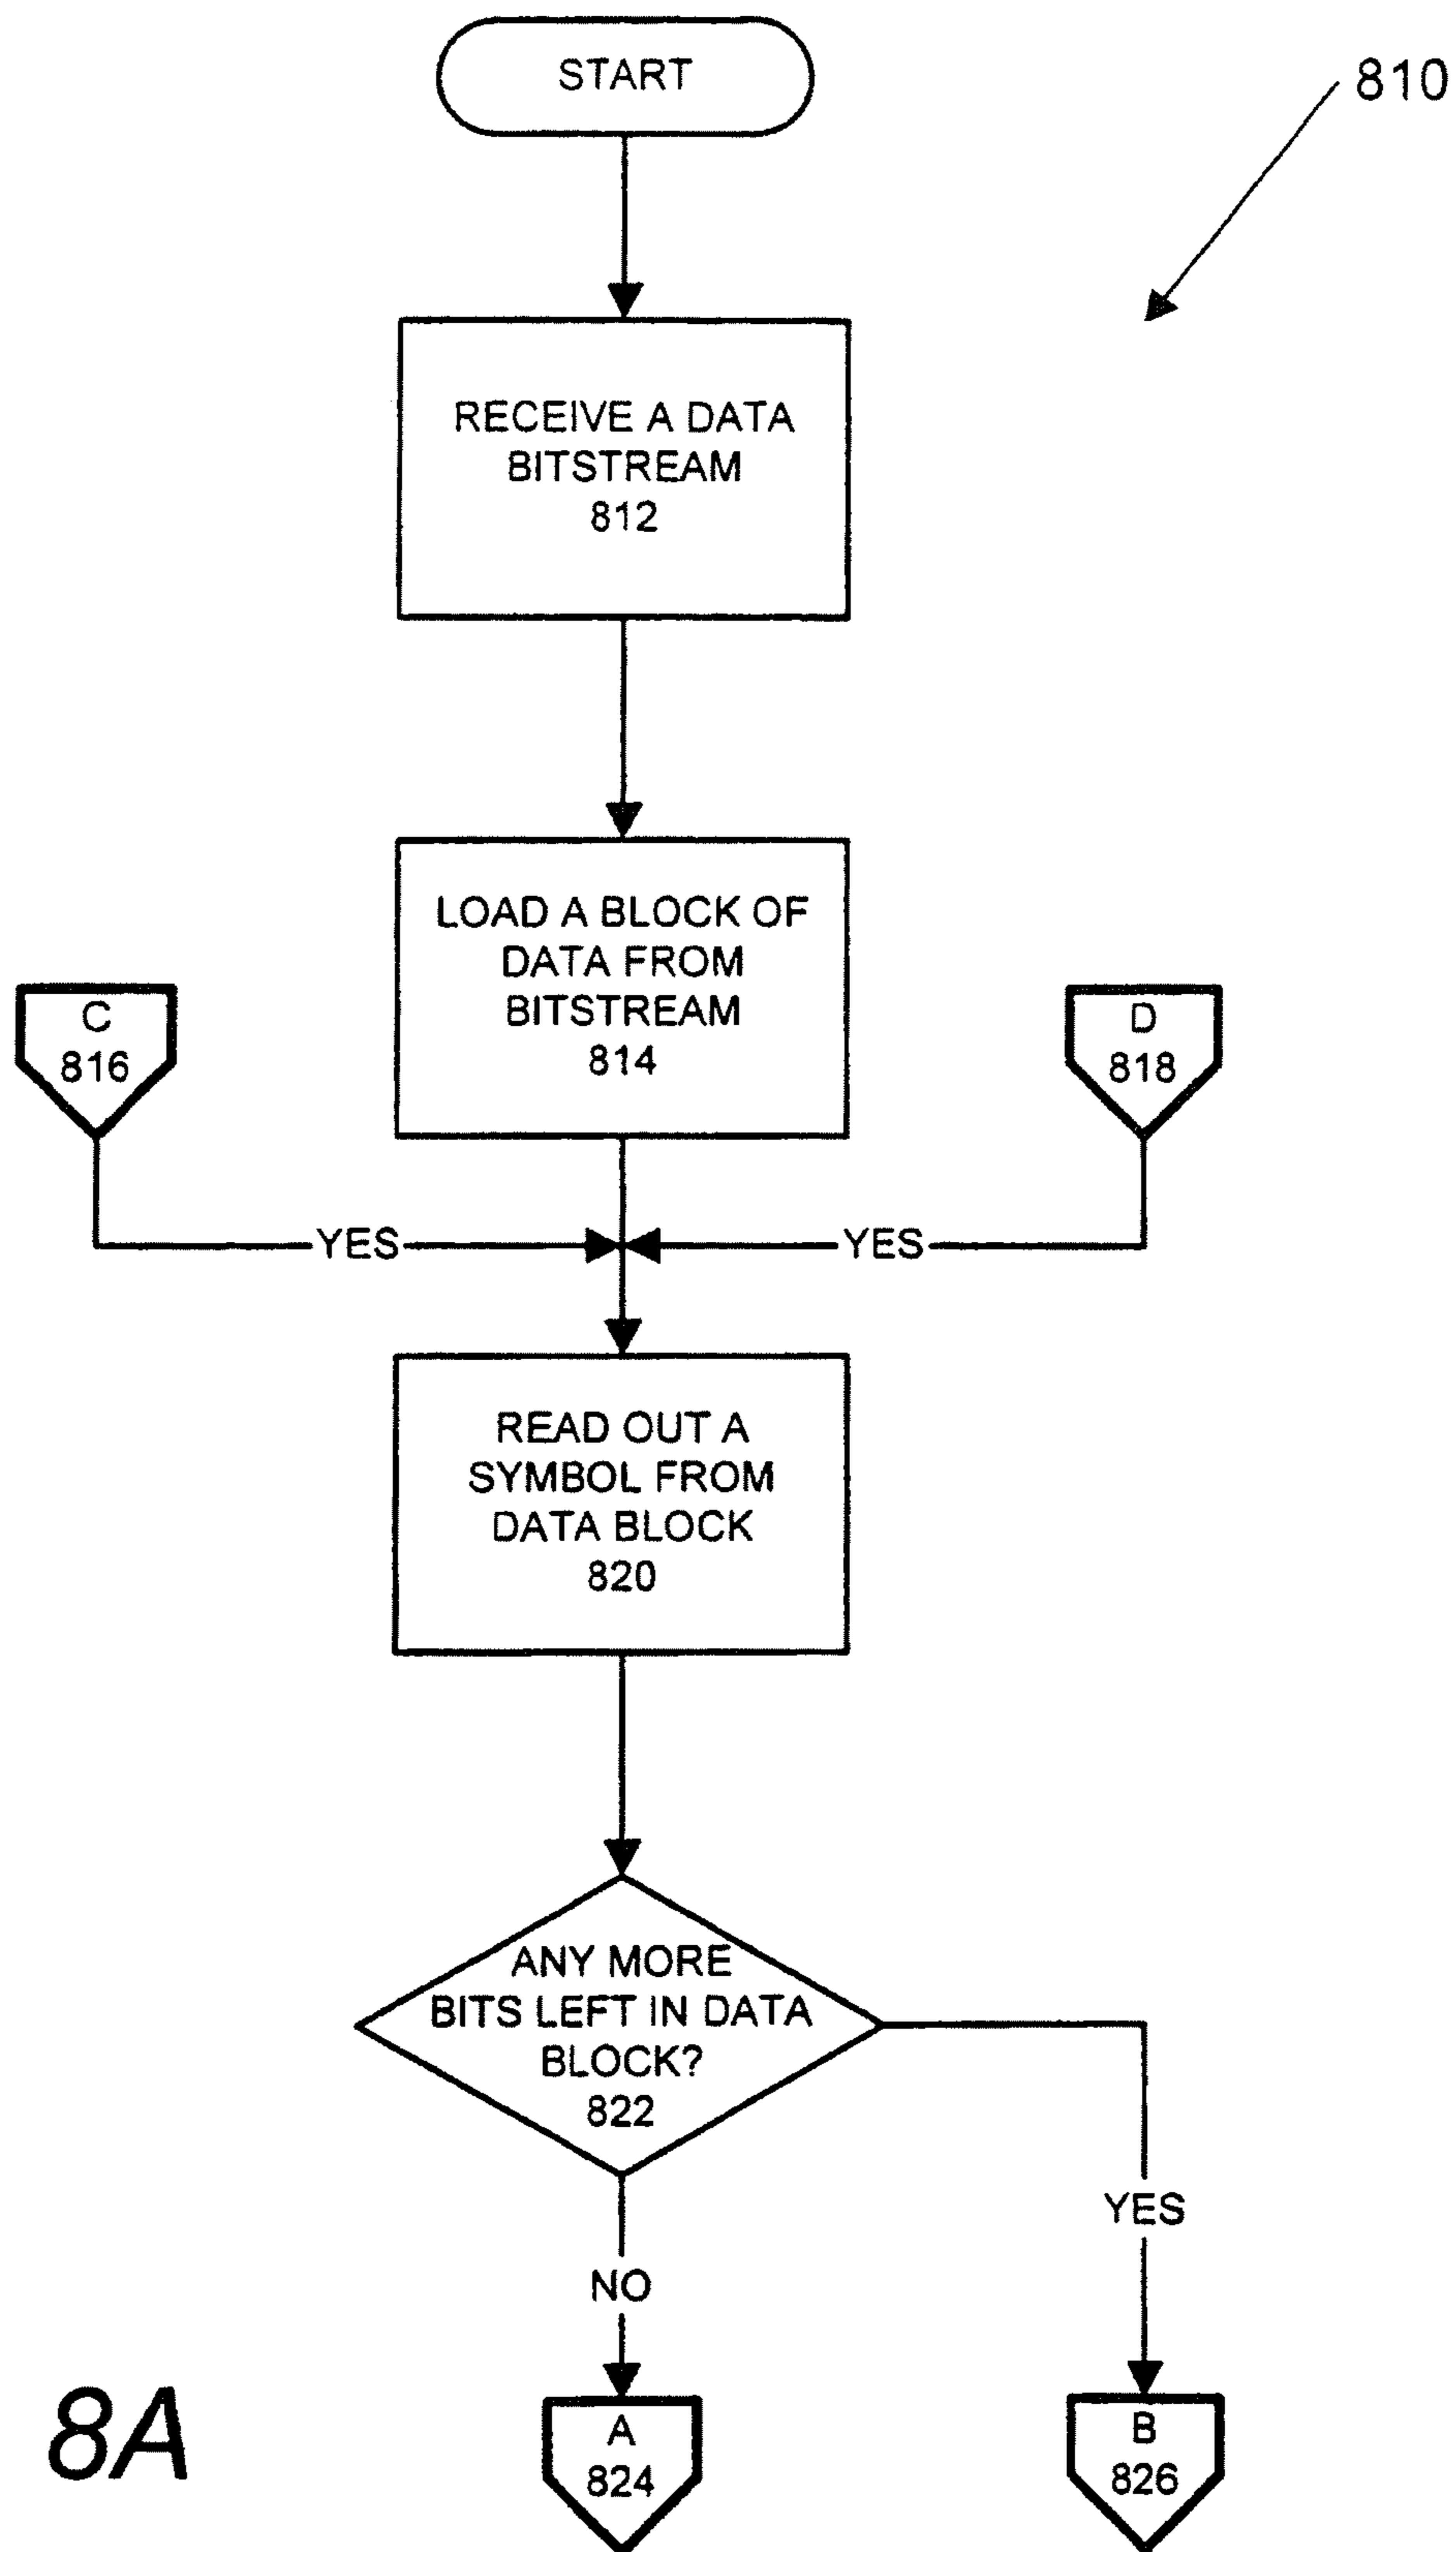 START
810
RECEIVE A DATA
BITSTREAM
812
LOAD A BLOCK OF
DATA FROM
BITSTREAM
814
C
816
D
818
YES
YES
READ OUT A
SYMBOL FROM
DATA BLOCK
820
ANY MORE
BITS LEFT IN DATA
BLOCK?
822
YES
NO
8A
A
824
B
826